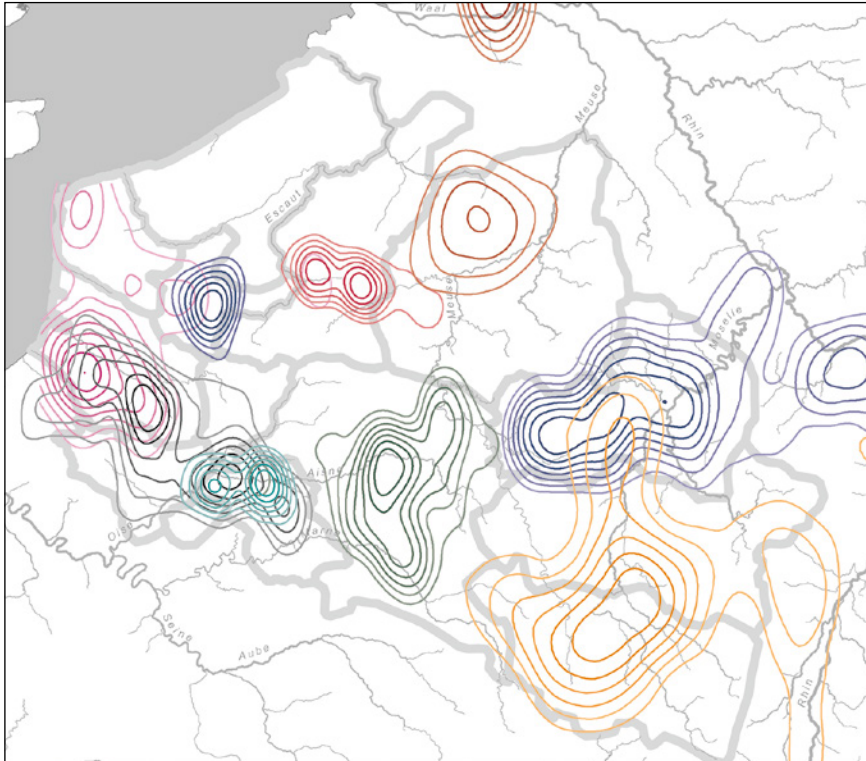 Waal
Meuse
Rhin
Escaut
Meuse
Moselle
Aisne
Oise
Marne
Seine
Aube
Rhin